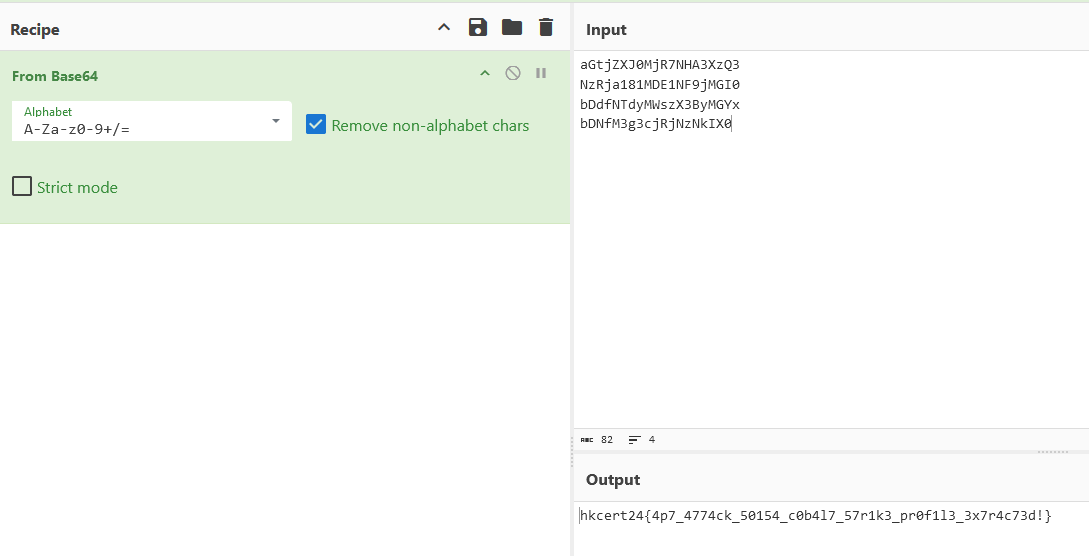 Recipe
Input
From Base64
Alphabet
A-Za-z0-9+/=
Remove non-alphabet chars
Strict mode
aGtjZXJ0MjR7NHA3XzQ3
NzRja181MDE1NF9jMGI0
bDdfNTdyMWszX3ByMGYx
bDNfM3g3cjRjNzNkIX0
ABC 82 4
Output
hkcert24{4p7_4774ck_50154_c0b4l7_57r1k3_pr0f1l3_3x7r4c73d!}